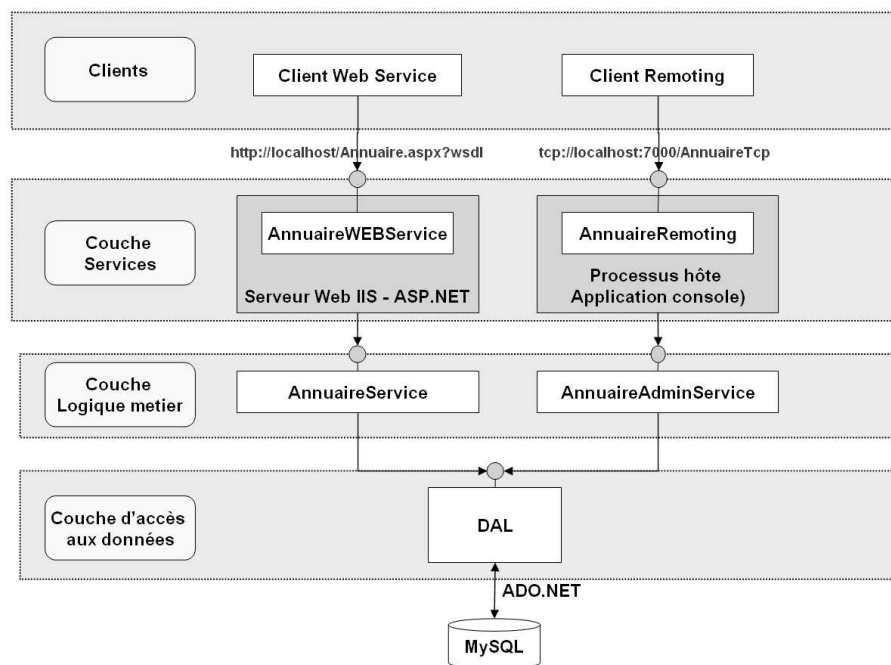 Clients
Client Web Service
Client Remoting
http://localhost/Annuaire.aspx?wsdl
tcp://localhost:7000/AnnuaireTcp
Couche
Services
AnnuaireWEBService
Serveur Web IIS - ASP.NET
AnnuaireRemoting
Processus hôte
Application console)
Couche
Logique metier
AnnuaireService
AnnuaireAdminService
Couche d'accès
aux données
DAL
ADO.NET
MySQL